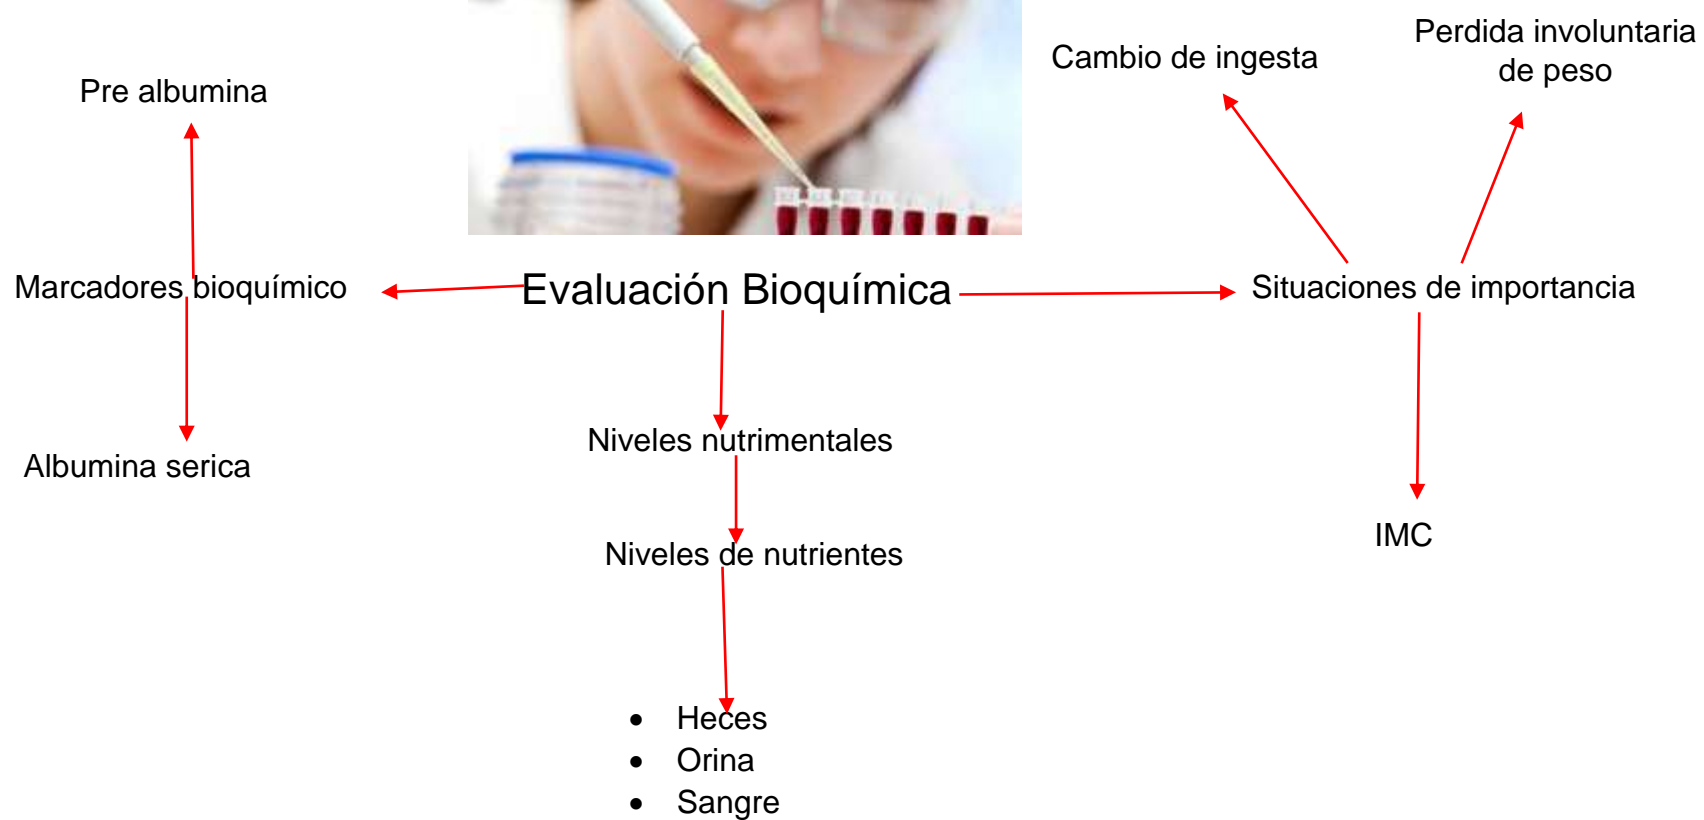 Perdida involuntaria
de peso
Cambio de ingesta
Pre albumina
Marcadores bioquímico
Evaluación Bioquímica
Situaciones de importancia
Niveles nutrimentales
Albumina serica
IMC
Niveles de nutrientes
• Heces
• Orina
• Sangre